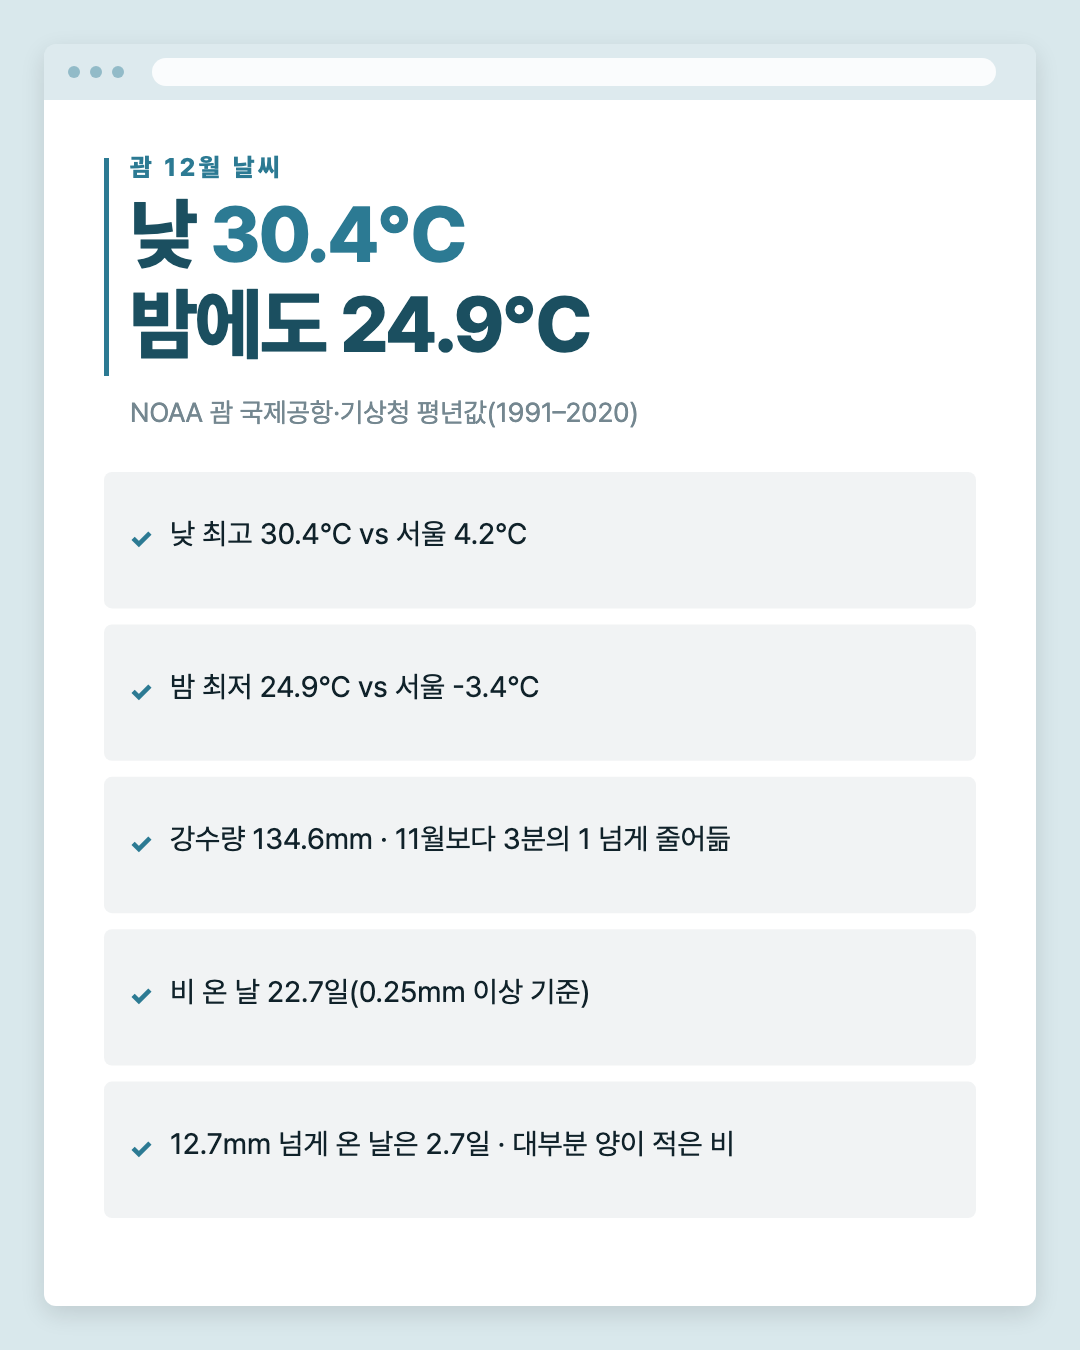 괌 12월 날씨
낮 30.4°C
밤에도 24.9°C
NOAA 괌 국제공항·기상청 평년값(1991–2020)
낮 최고 30.4°C vs 서울 4.2°C
밤 최저 24.9°C vs 서울 -3.4°C
강수량 134.6mm · 11월보다 3분의 1 넘게 줄어듦
비 온 날 22.7일(0.25mm 이상 기준)
12.7mm 넘게 온 날은 2.7일 · 대부분 양이 적은 비